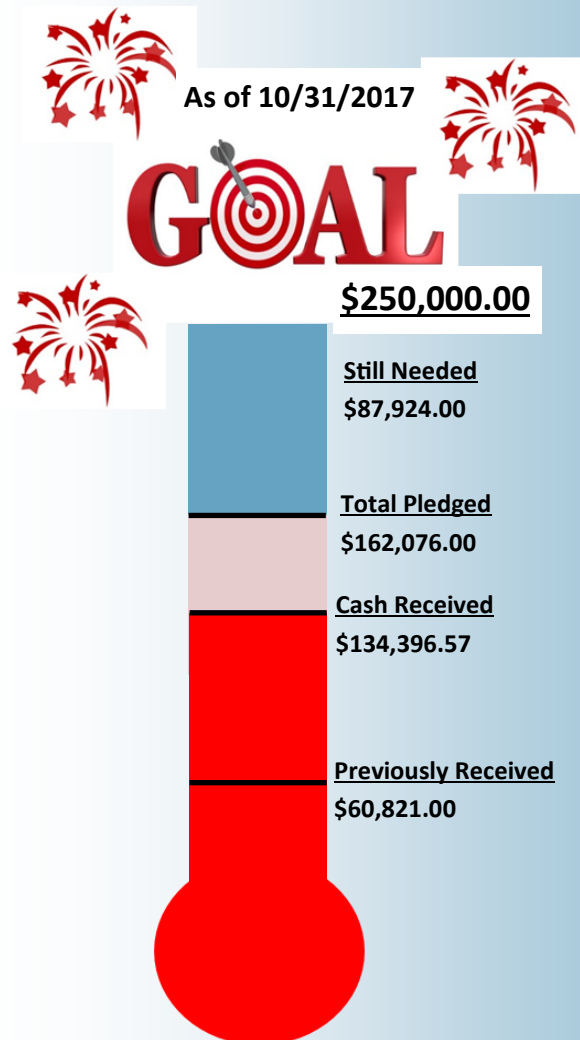 As of 10/31/2017
GOAL
$250,000.00
Still Needed
$87,924.00
Total Pledged
$162,076.00
Cash Received
$134,396.57
Previously Received
$60,821.00